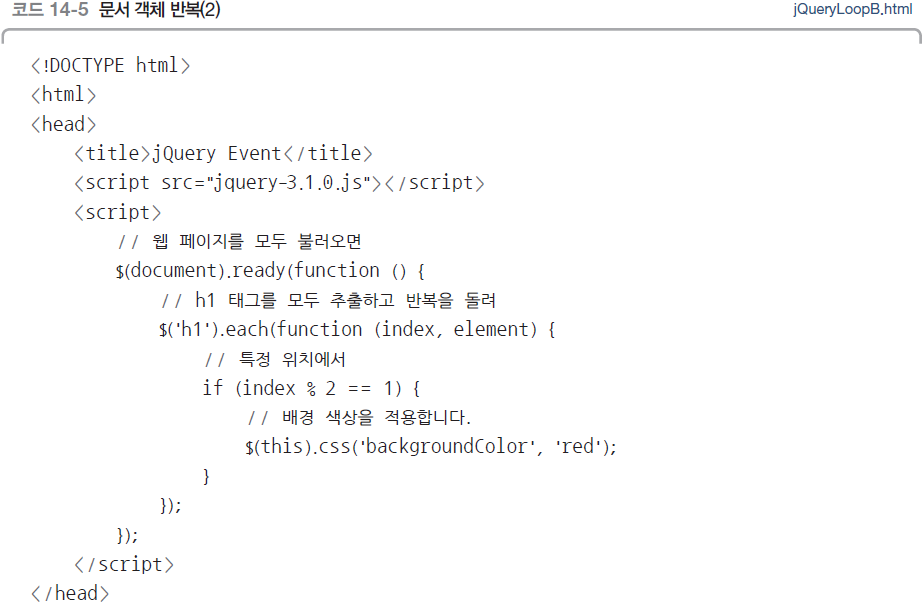 코드 14-5 문서 객체 반복(2)
jQueryLoopB.html
<!DOCTYPE html>
<html>
<head>
    <title>jQuery Event</title>
    <script src="jquery-3.1.0.js"></script>
    <script>
        // 웹 페이지를 모두 불러오면
        $(document).ready(function () {
            // h1 태그를 모두 추출하고 반복을 돌려
            $('h1').each(function (index, element) {
                // 특정 위치에서
                if (index % 2 == 1) {
                    // 배경 색상을 적용합니다.
                    $(this).css('backgroundColor', 'red');
                }
            });
        });
    </script>
</head>